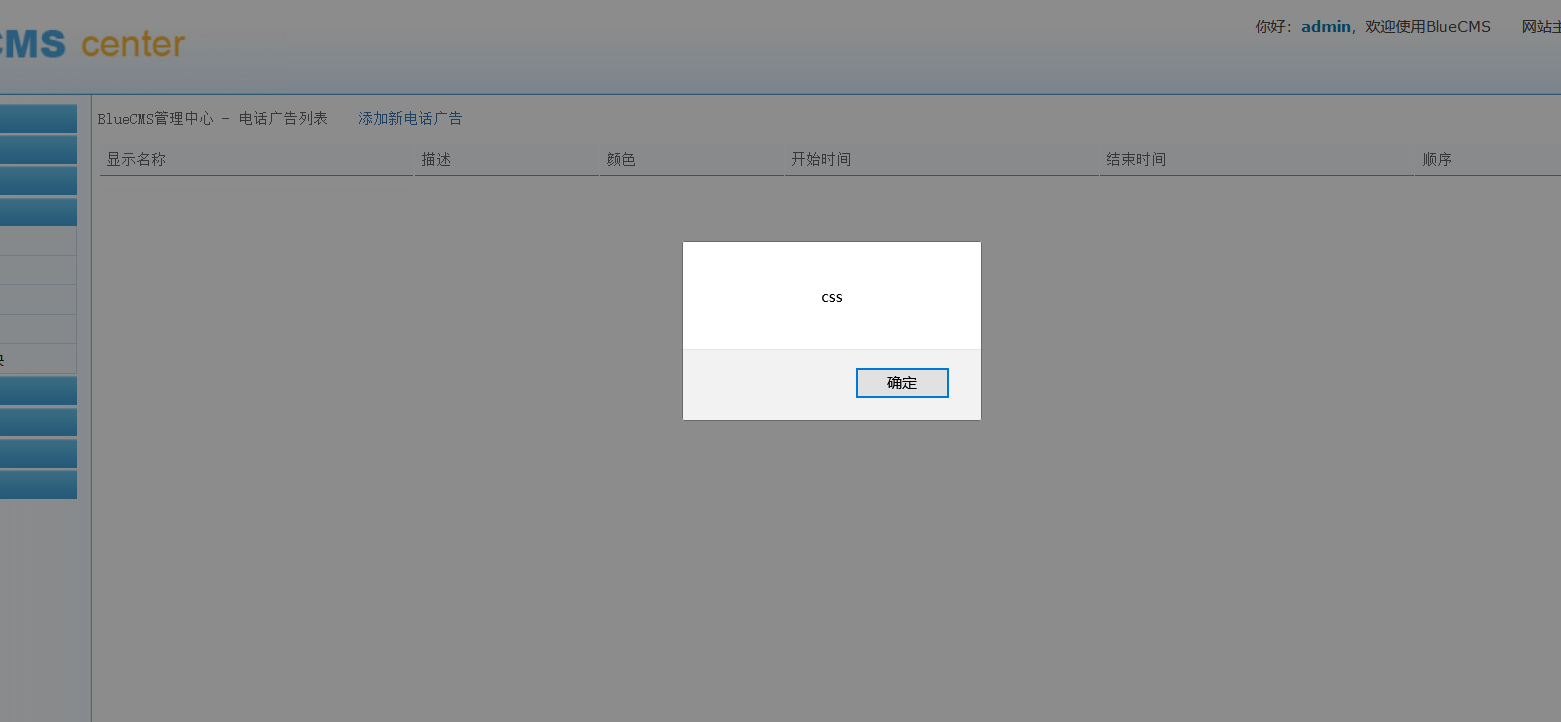 CMS center
你好：admin，欢迎使用BlueCMS 网站主
BlueCMS管理中心 - 电话广告列表 添加新电话广告
显示名称 描述 颜色 开始时间 结束时间 顺序
css
确定